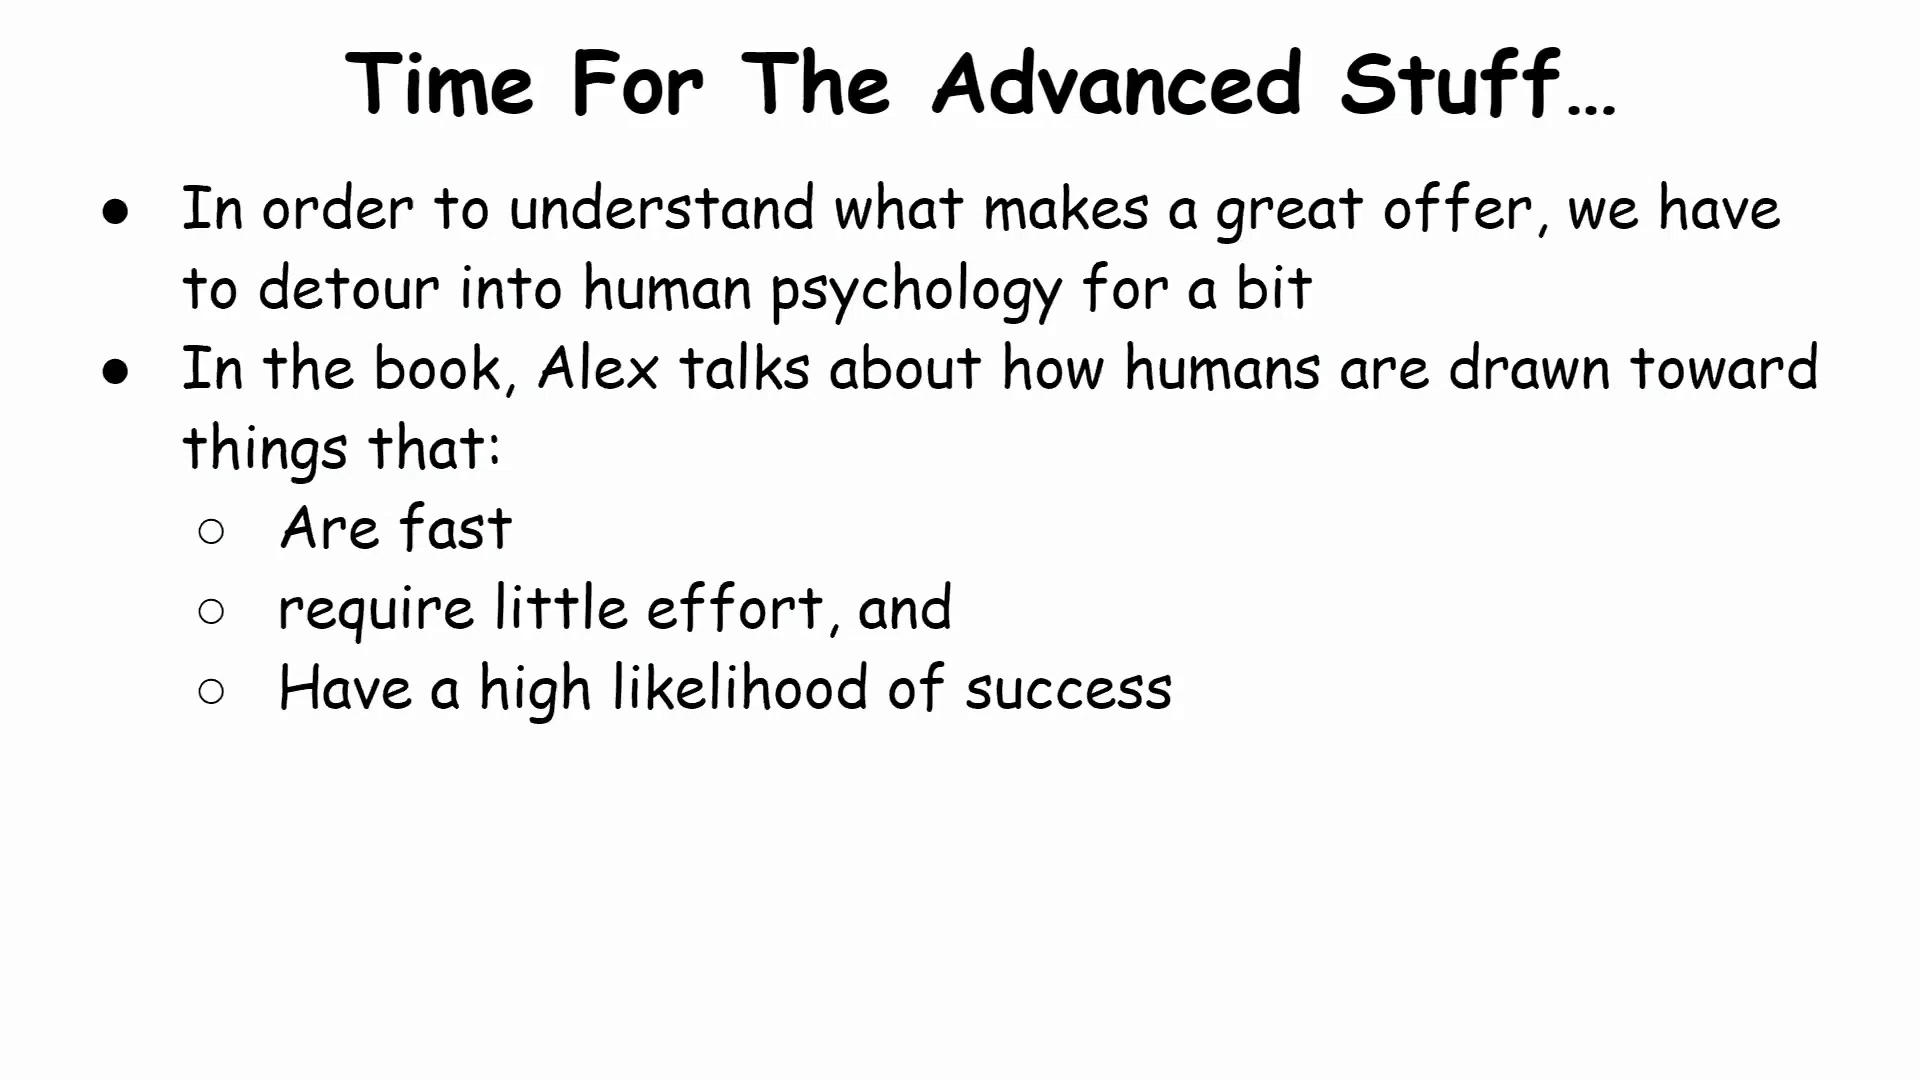 Time For The Advanced Stuff…
● In order to understand what makes a great offer, we have
to detour into human psychology for a bit
● In the book, Alex talks about how humans are drawn toward
things that:
○ Are fast
○ require little effort, and
○ Have a high likelihood of success